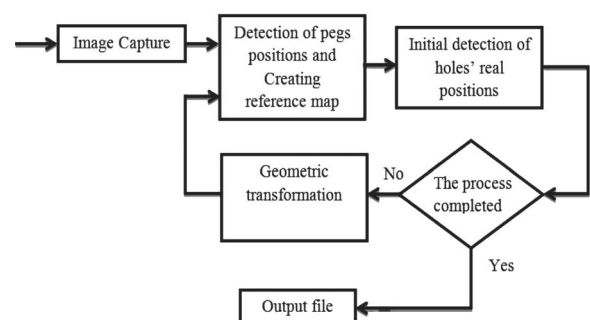 Image Capture
Detection of pegs
positions and
Creating
reference map
Initial detection of
holes' real
positions
The process
completed
No
Geometric
transformation
Yes
Output file